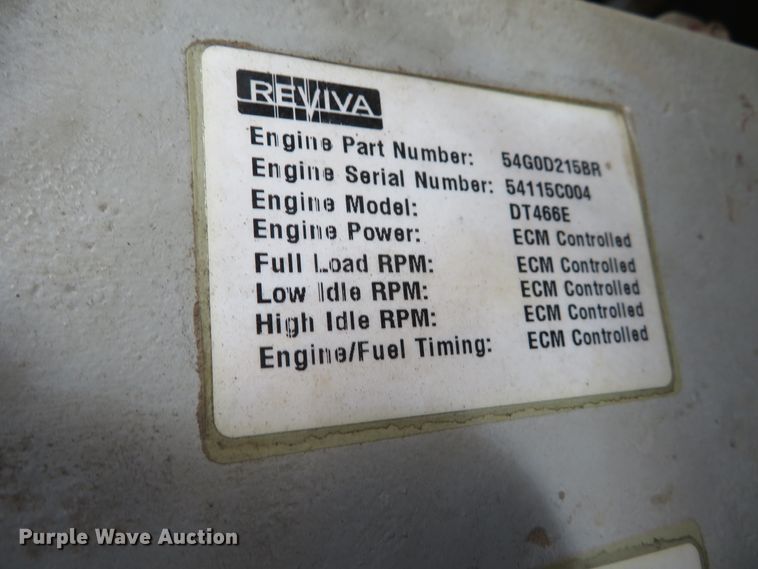 REVIVA
Engine Part Number: 54G0D215BR
Engine Serial Number: 54115C004
Engine Model: DT466E
Engine Power: ECM Controlled
Full Load RPM: ECM Controlled
Low Idle RPM: ECM Controlled
High Idle RPM: ECM Controlled
Engine/Fuel Timing: ECM Controlled
Purple Wave Auction®